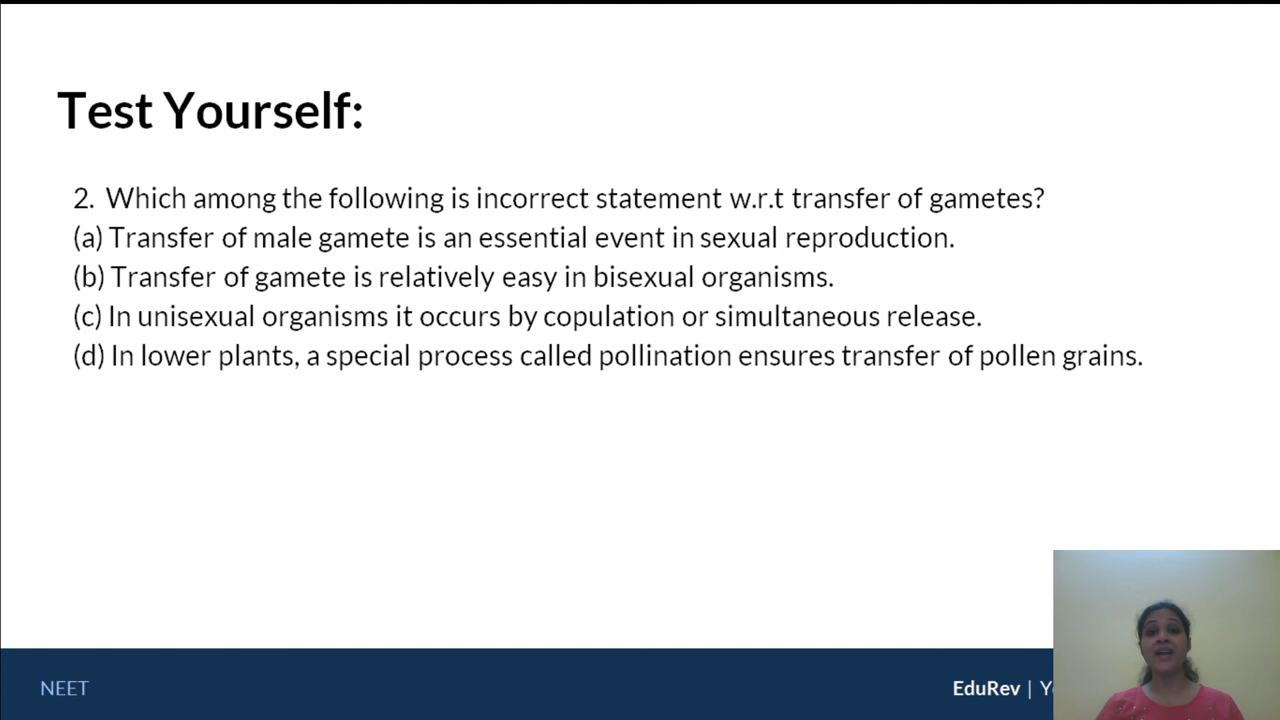 Test Yourself:
2. Which among the following is incorrect statement w.r.t transfer of gametes?
(a) Transfer of male gamete is an essential event in sexual reproduction.
(b) Transfer of gamete is relatively easy in bisexual organisms.
(c) In unisexual organisms it occurs by copulation or simultaneous release.
(d) In lower plants, a special process called pollination ensures transfer of pollen grains.
NEET
EduRev |